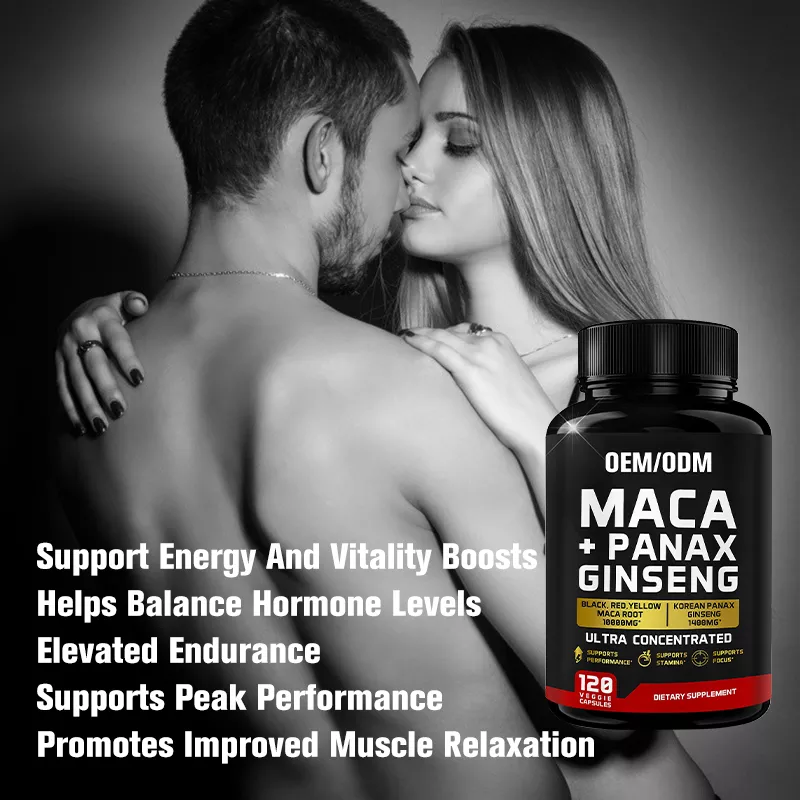 Support Energy And Vitality Boosts
Helps Balance Hormone Levels
Elevated Endurance
Supports Peak Performance
Promotes Improved Muscle Relaxation
OEM/ODM
MACA
+ PANAX
GINSENG
BLACK, RED,YELLOW
MACA ROOT
10000MG*
KOREAN PANAX
GINSENG
1400MG*
ULTRA CONCENTRATED
SUPPORTS
PERFORMANCE*
SUPPORTS
STAMINA*
SUPPORTS
FOCUS*
120
VEGGIE
CAPSULES
DIETARY SUPPLEMENT